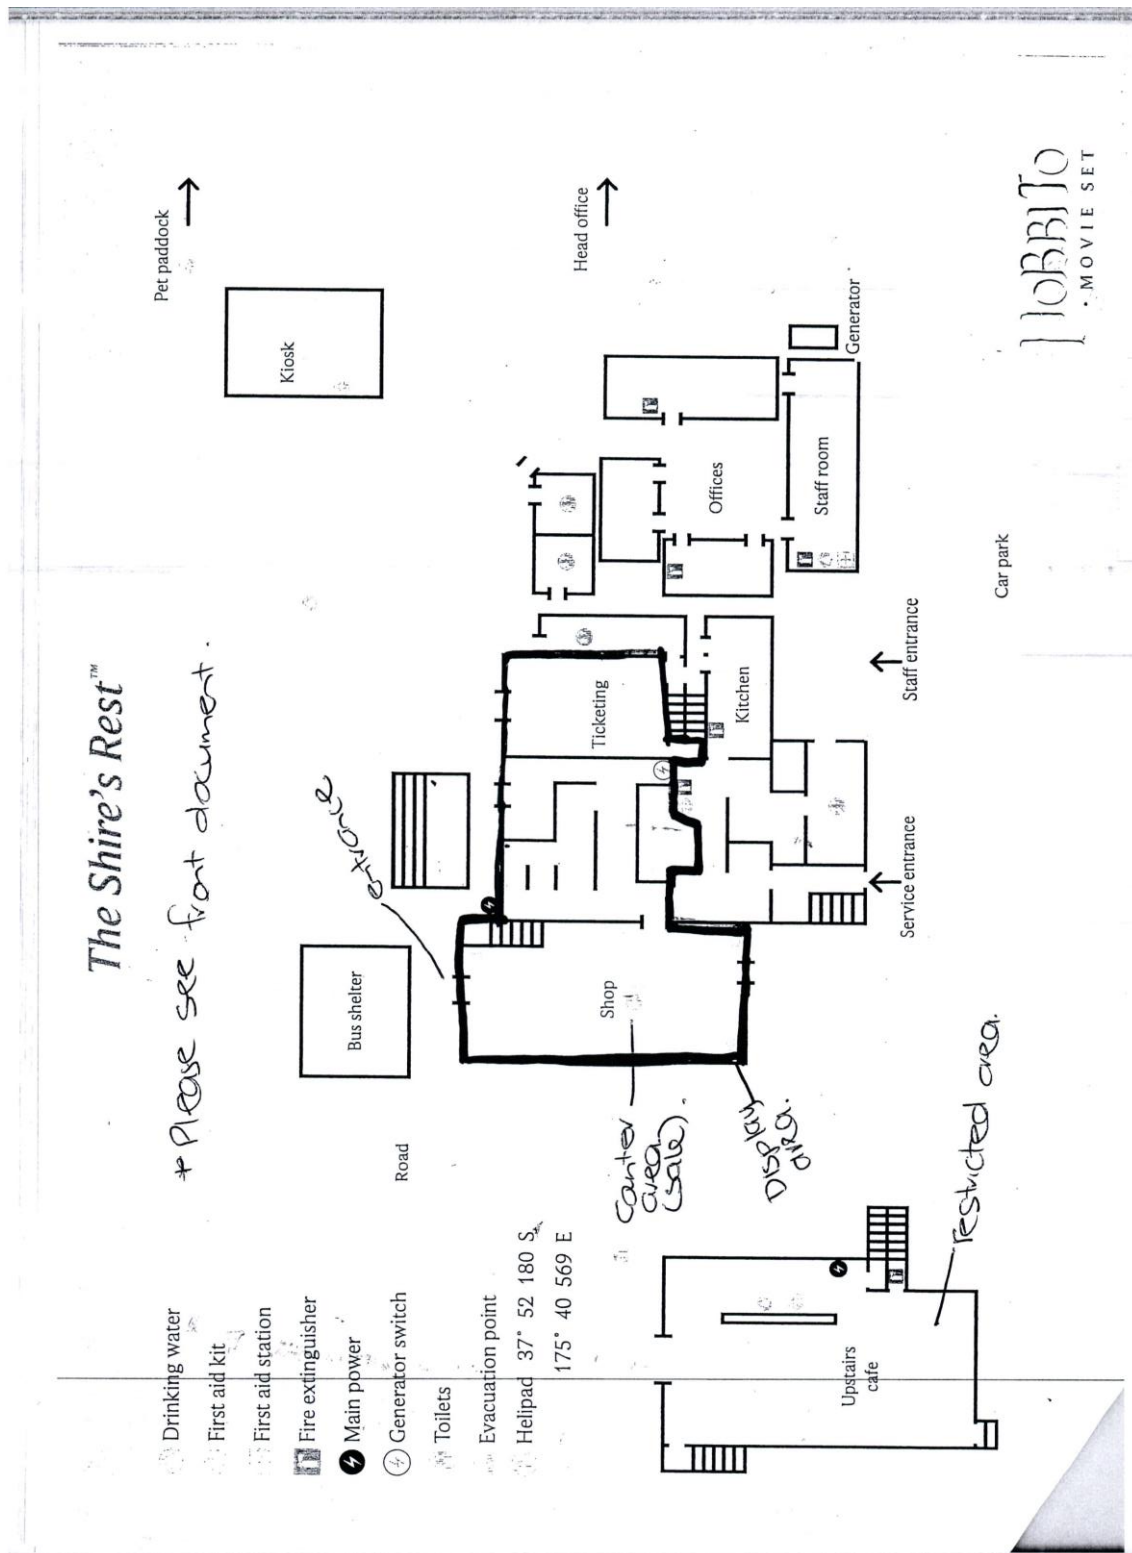 The Shire's Rest™
* Please see front document.
Pet paddock
Kiosk
Head office
Bus shelter
entrance
Road
Shop
Ticketing
Offices
Staff room
Generator
Kitchen
Canter
area
(sale).
Display
area.
Service entrance
Staff entrance
Car park
Drinking water
First aid kit
First aid station
Fire extinguisher
Main power
Generator switch
Toilets
Evacuation point
Helipad 37° 52 180 S
175° 40 569 E
Upstairs
cafe
restricted area.
HOBBITO
· MOVIE SET